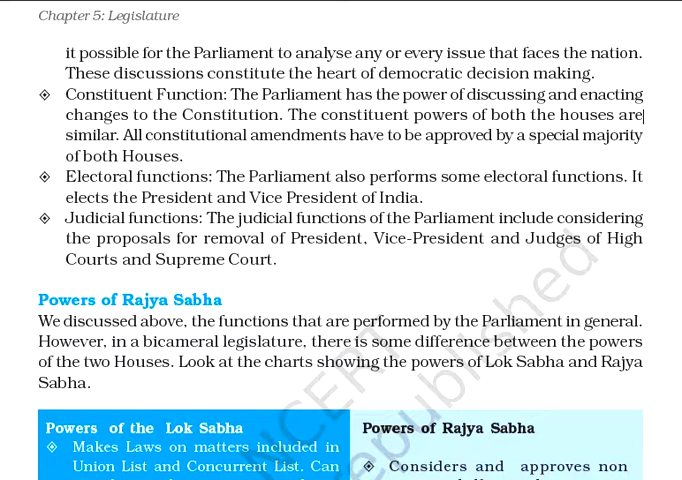 Chapter 5: Legislature
it possible for the Parliament to analyse any or every issue that faces the nation.
These discussions constitute the heart of democratic decision making.
Constituent Function: The Parliament has the power of discussing and enacting
changes to the Constitution. The constituent powers of both the houses are
similar. All constitutional amendments have to be approved by a special majority
of both Houses.
Electoral functions: The Parliament also performs some electoral functions. It
elects the President and Vice President of India.
Judicial functions: The judicial functions of the Parliament include considering
the proposals for removal of President, Vice-President and Judges of High
Courts and Supreme Court.
Powers of Rajya Sabha
We discussed above, the functions that are performed by the Parliament in general.
However, in a bicameral legislature, there is some difference between the powers
of the two Houses. Look at the charts showing the powers of Lok Sabha and Rajya
Sabha.
Powers of the Lok Sabha
Makes Laws on matters included in
Union List and Concurrent List. Can
Powers of Rajya Sabha
Considers and approves non
NCERT
republished